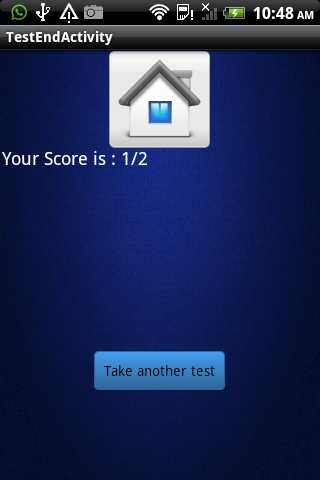 10:48 AM
TestEndActivity
Your Score is : 1/2
Take another test